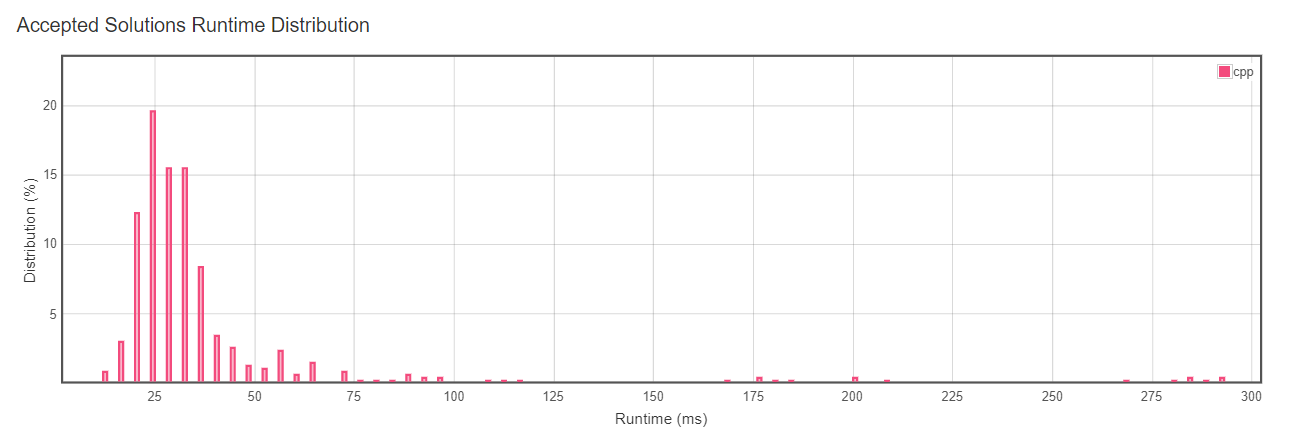 Accepted Solutions Runtime Distribution
cpp
Distribution (%)
20
15
10
5
25 50 75 100 125 150 175 200 225 250 275 300
Runtime (ms)